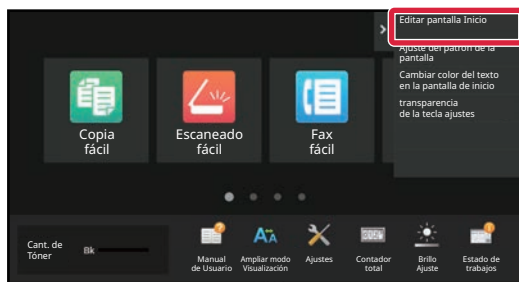 Editar pantalla Inicio
Ajuste del patrón de la
pantalla
Cambiar color del texto
en la pantalla de inicio
transparencia
de la tecla ajustes
Copia
fácil
Escaneado
fácil
Fax
fácil
Cant. de
Tóner
Bk
Manual
de Usuario
Ampliar modo
Visualización
Ajustes
Contador
total
Brillo
Ajuste
Estado de
trabajos